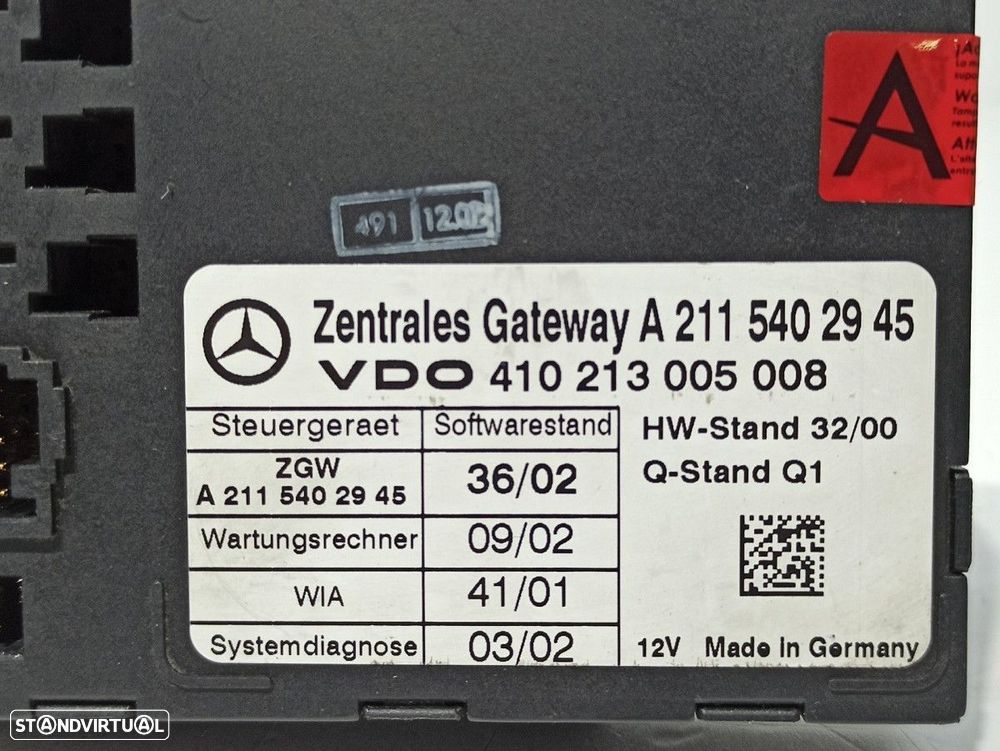 A
491 12.02
Zentrales Gateway A 211 540 29 45
VDO 410 213 005 008
Steuergeraet Softwarestand
HW-Stand 32/00
ZGW
A 211 540 29 45
36/02
Q-Stand Q1
Wartungsrechner 09/02
WIA 41/01
Systemdiagnose 03/02
12V Made in Germany
STANDVIRTUAL